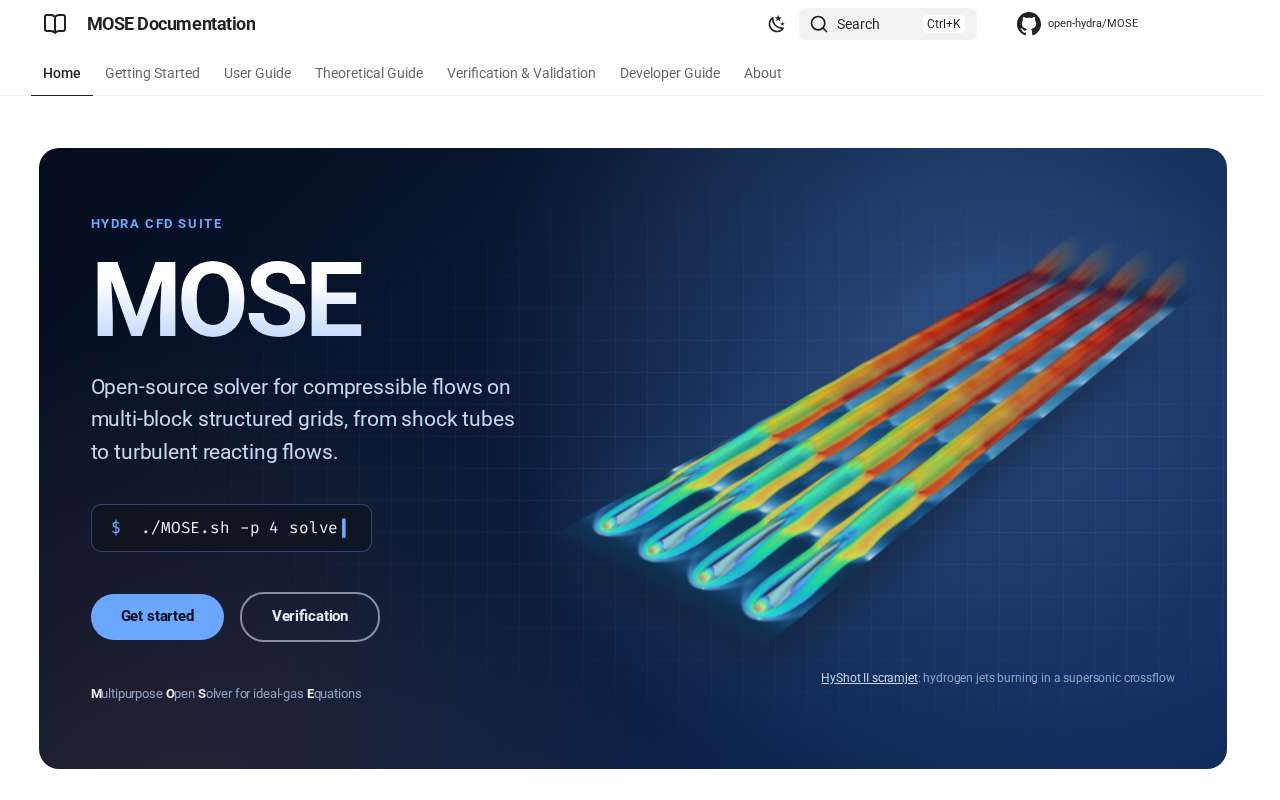 MOSE Documentation
Search Ctrl+K
open-hydra/MOSE
Home Getting Started User Guide Theoretical Guide Verification & Validation Developer Guide About
HYDRA CFD SUITE
MOSE
Open-source solver for compressible flows on
multi-block structured grids, from shock tubes
to turbulent reacting flows.
$ ./MOSE.sh -p 4 solve
Get started Verification
Multipurpose Open Solver for ideal-gas Equations
HyShot II scramjet: hydrogen jets burning in a supersonic crossflow